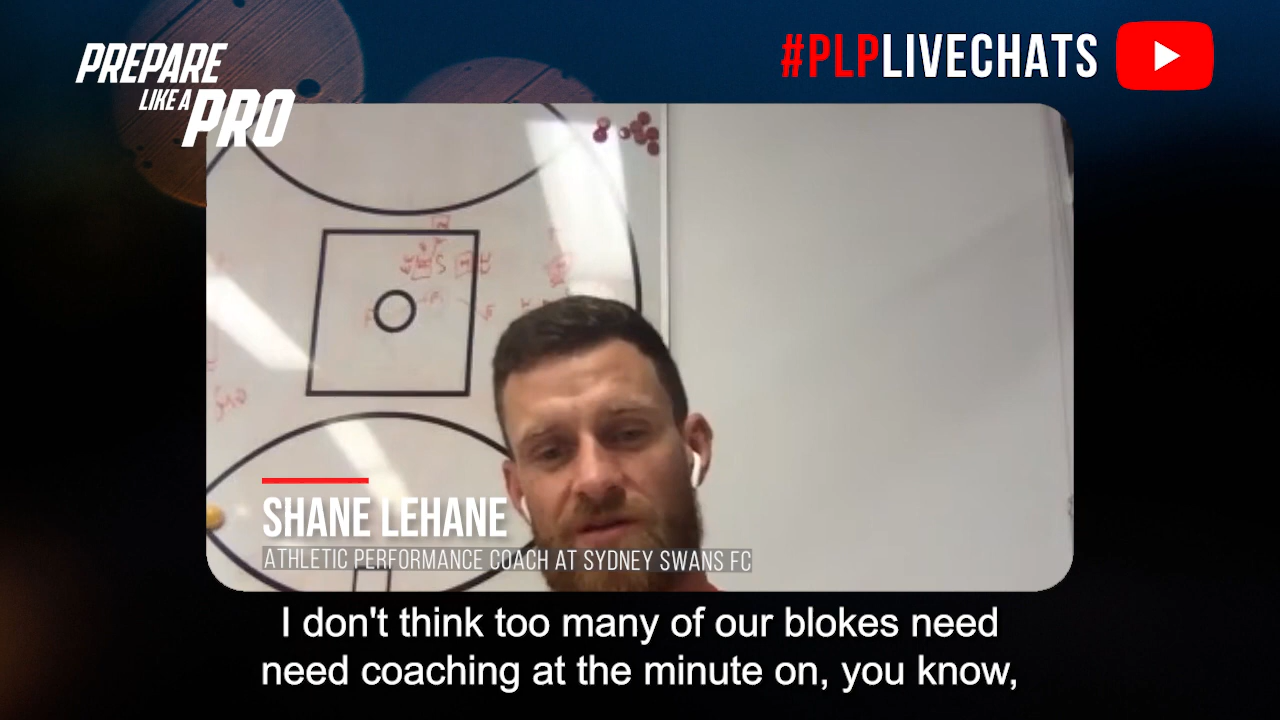 PREPARE
LIKE A
PRO
#PLPLIVECHATS
SHANE LEHANE
ATHLETIC PERFORMANCE COACH AT SYDNEY SWANS FC
I don't think too many of our blokes need
need coaching at the minute on, you know,